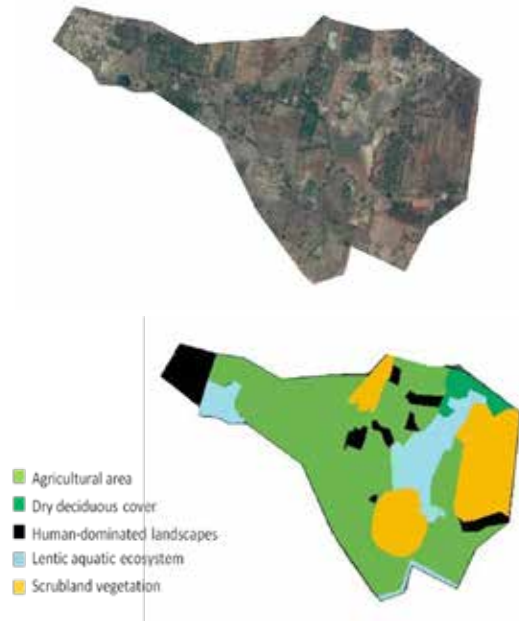 Agricultural area
Dry deciduous cover
Human-dominated landscapes
Lentic aquatic ecosystem
Scrubland vegetation